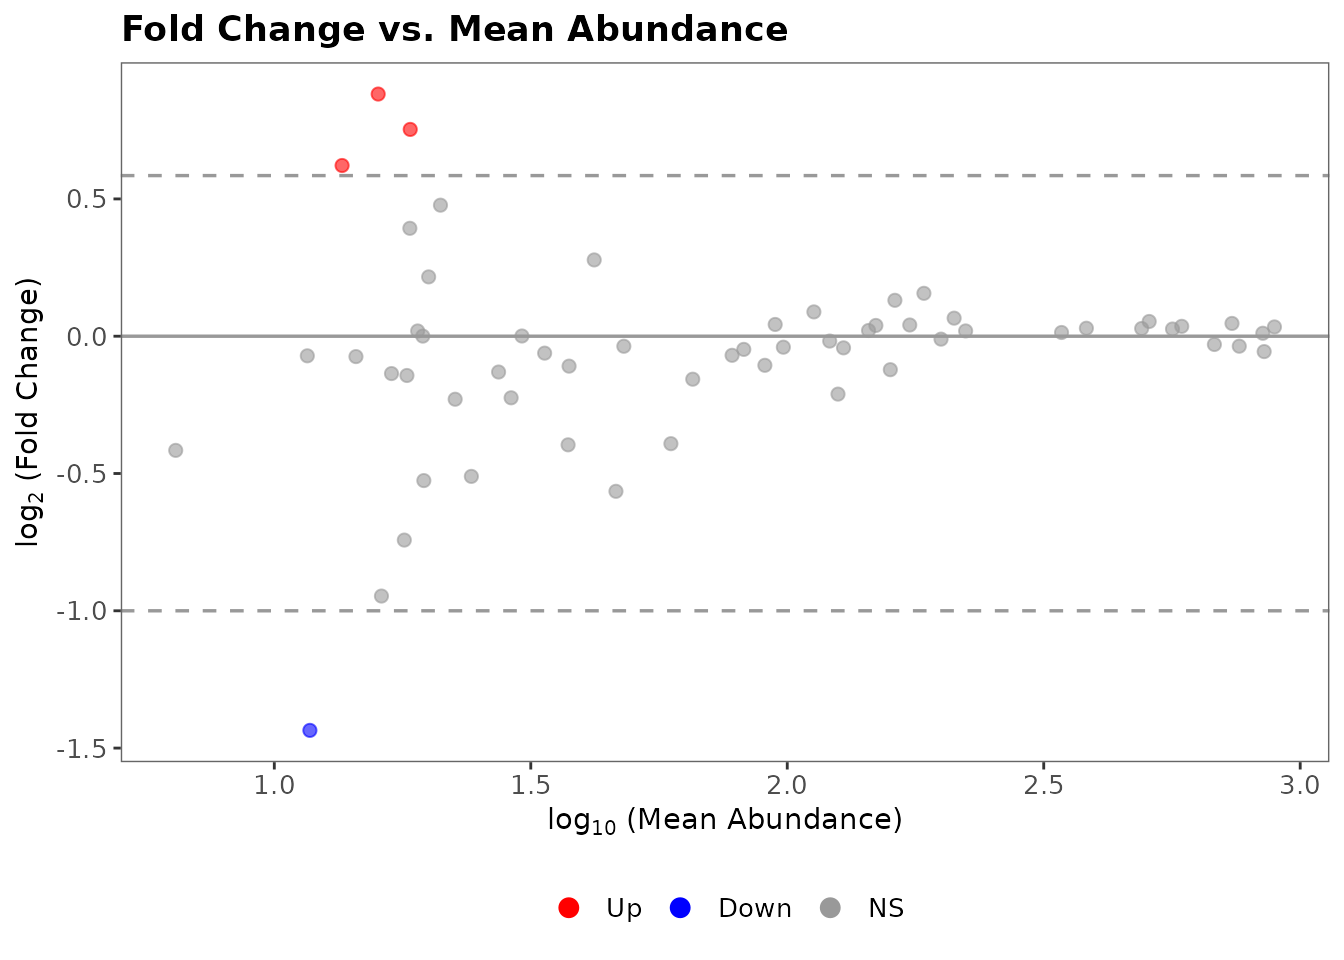 Fold Change vs. Mean Abundance
log2 (Fold Change)
0.5
0.0
-0.5
-1.0
-1.5
1.0 1.5 2.0 2.5 3.0
log10 (Mean Abundance)
Up Down NS